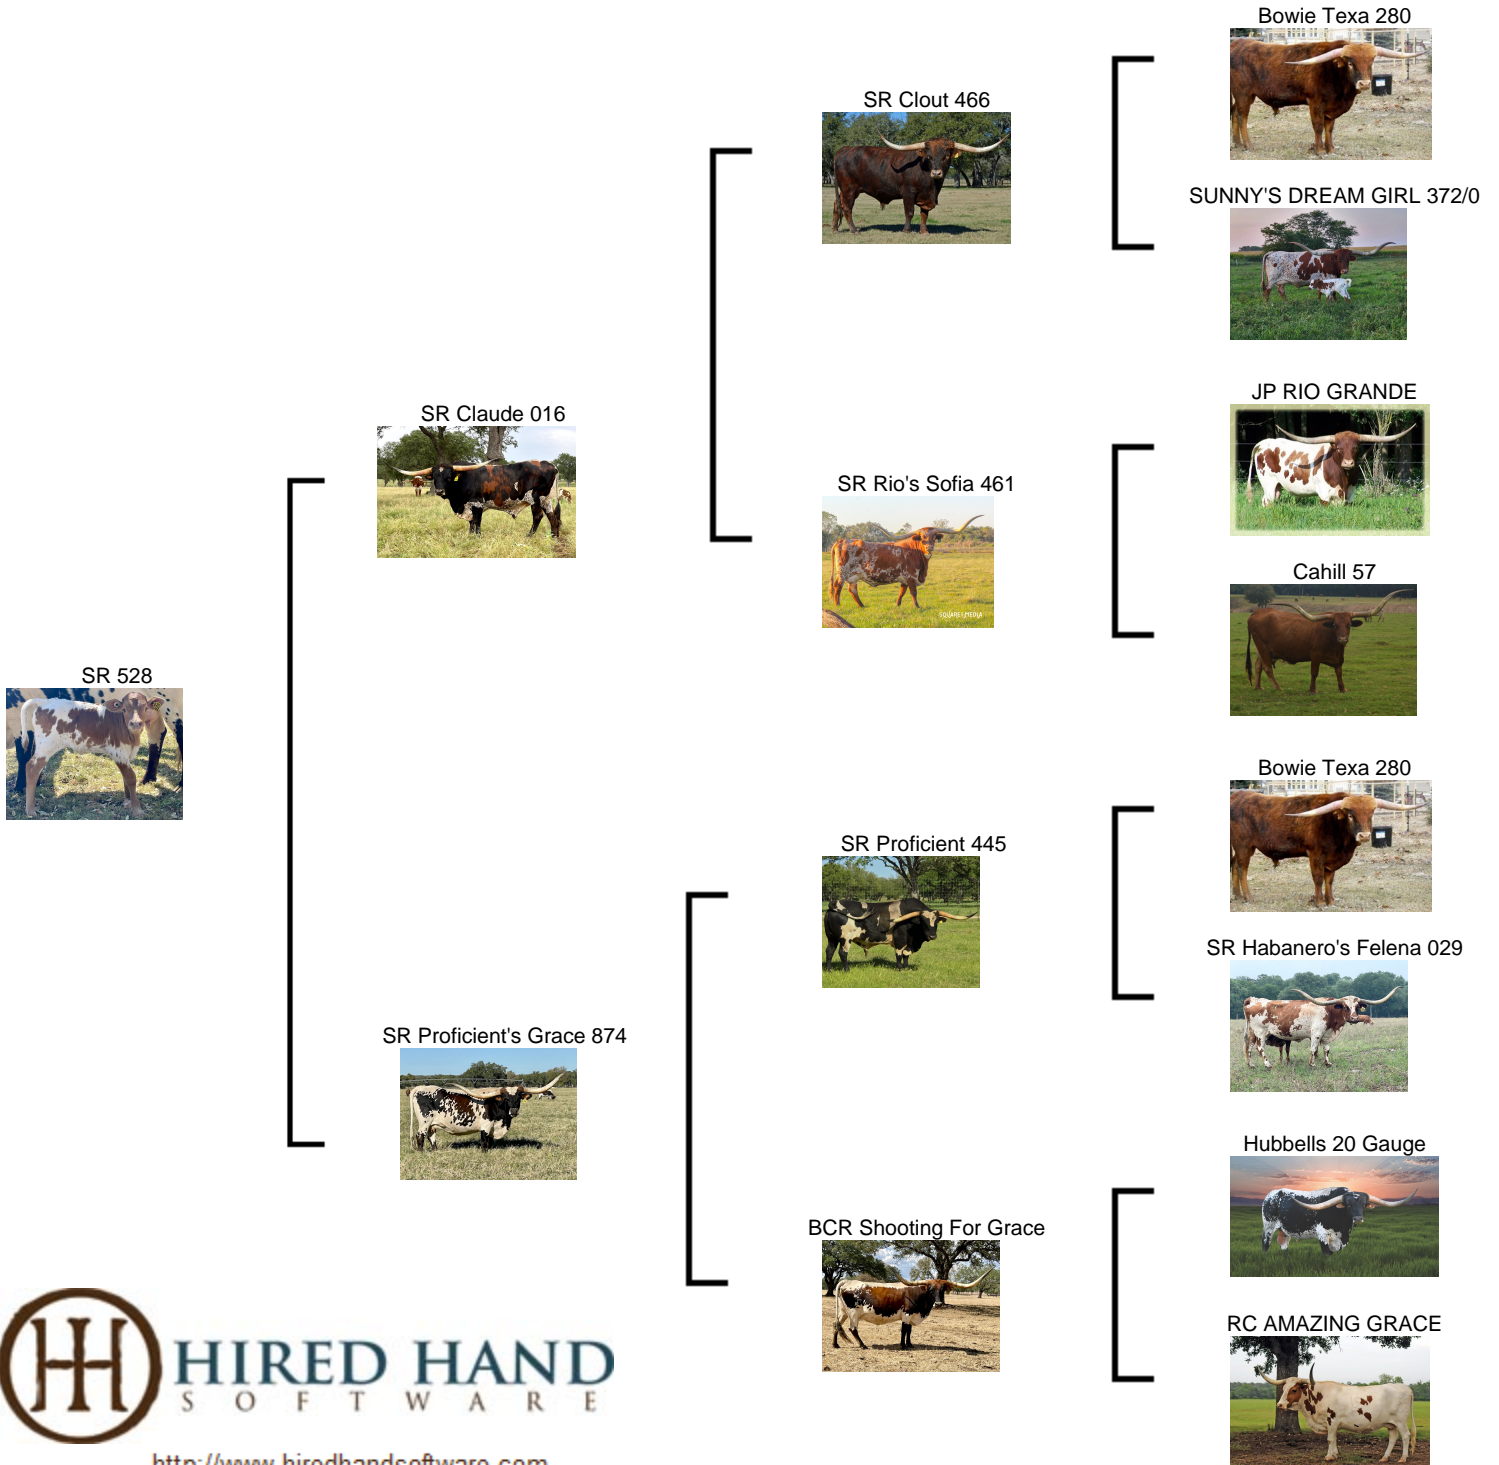 Bowie Texa 280
SR Clout 466
SUNNY'S DREAM GIRL 372/0
JP RIO GRANDE
SR Claude 016
SR Rio's Sofia 461
SQUARE1MEDIA
Cahill 57
SR 528
Bowie Texa 280
SR Proficient 445
SR Habanero's Felena 029
SR Proficient's Grace 874
Hubbells 20 Gauge
BCR Shooting For Grace
RC AMAZING GRACE
HIRED HAND
SOFTWARE
http://www.hiredhandsoftware.com